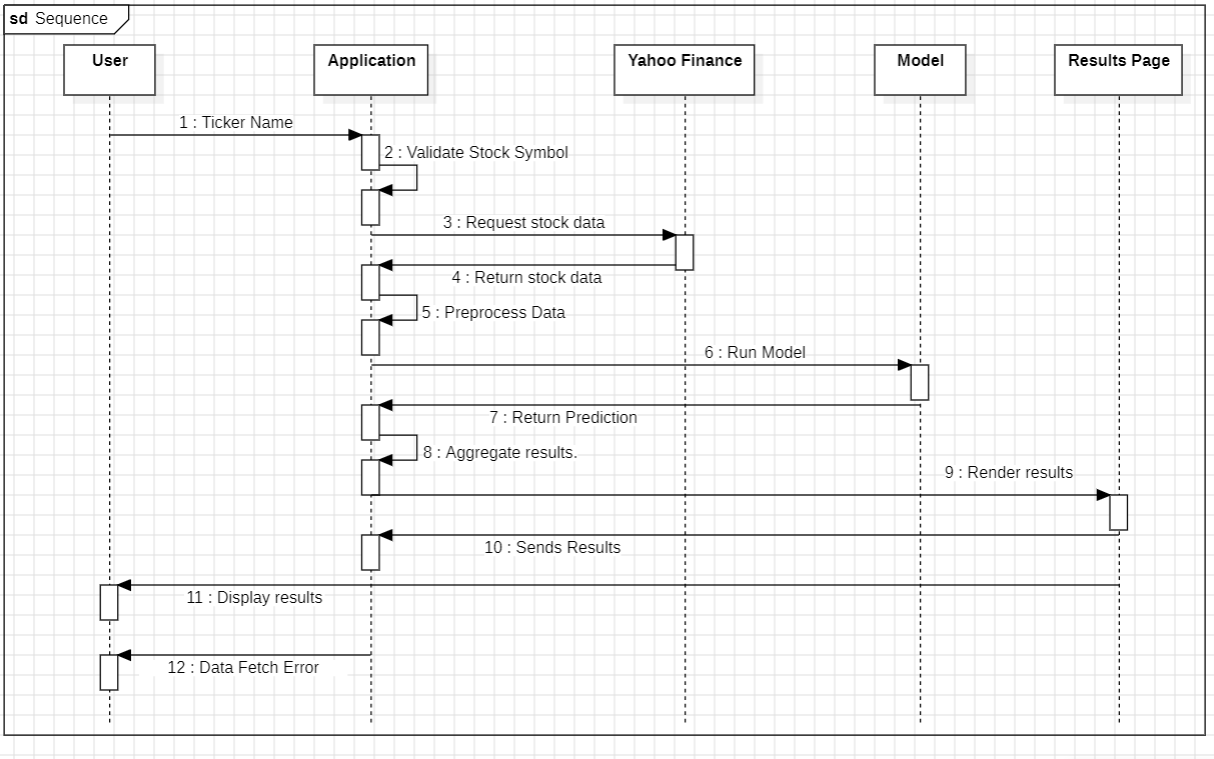 sd Sequence
User
Application
Yahoo Finance
Model
Results Page
1 : Ticker Name
2 : Validate Stock Symbol
3 : Request stock data
4 : Return stock data
5 : Preprocess Data
6 : Run Model
7 : Return Prediction
8 : Aggregate results.
9 : Render results
10 : Sends Results
11 : Display results
12 : Data Fetch Error